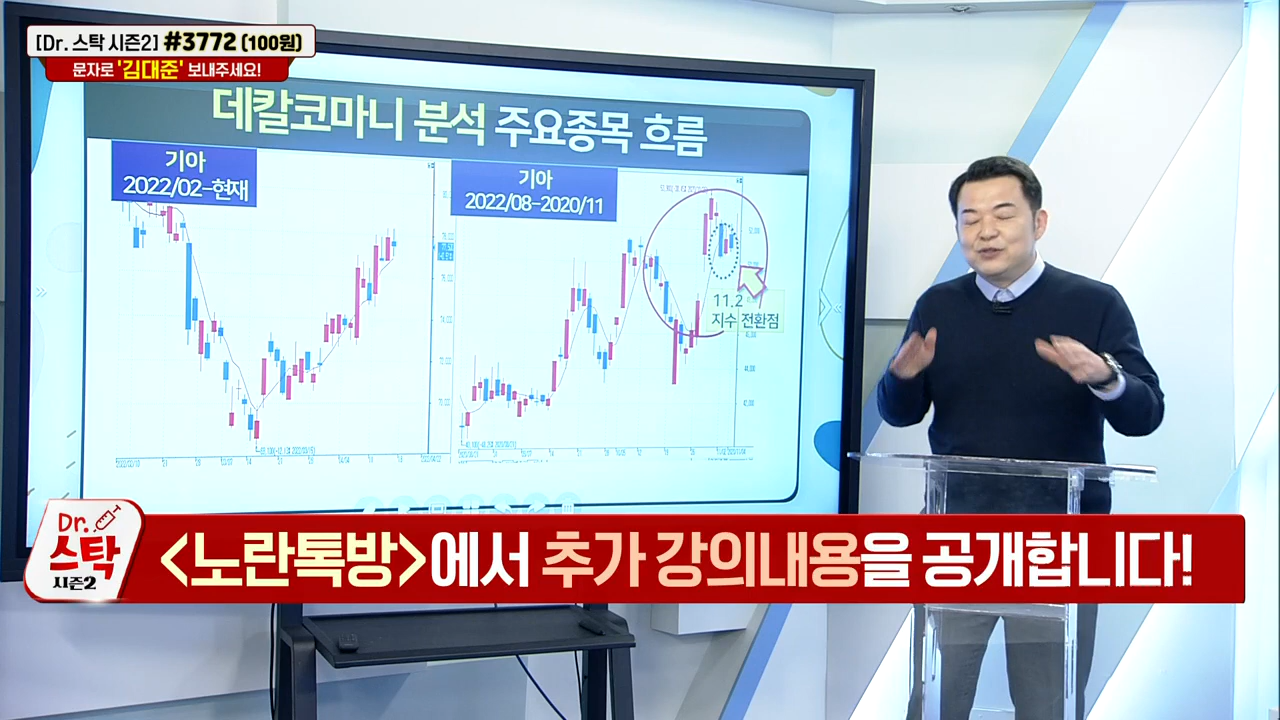 [Dr. 스탁 시즌2] #3772 (100원)
문자로 '김대준' 보내주세요!
데칼코마니 분석 주요종목 흐름
기아
2022/02-현재
기아
2022/08-2020/11
11.2
지수 전환점
Dr.
스탁
시즌2
<노란톡방>에서 추가 강의내용을 공개합니다!